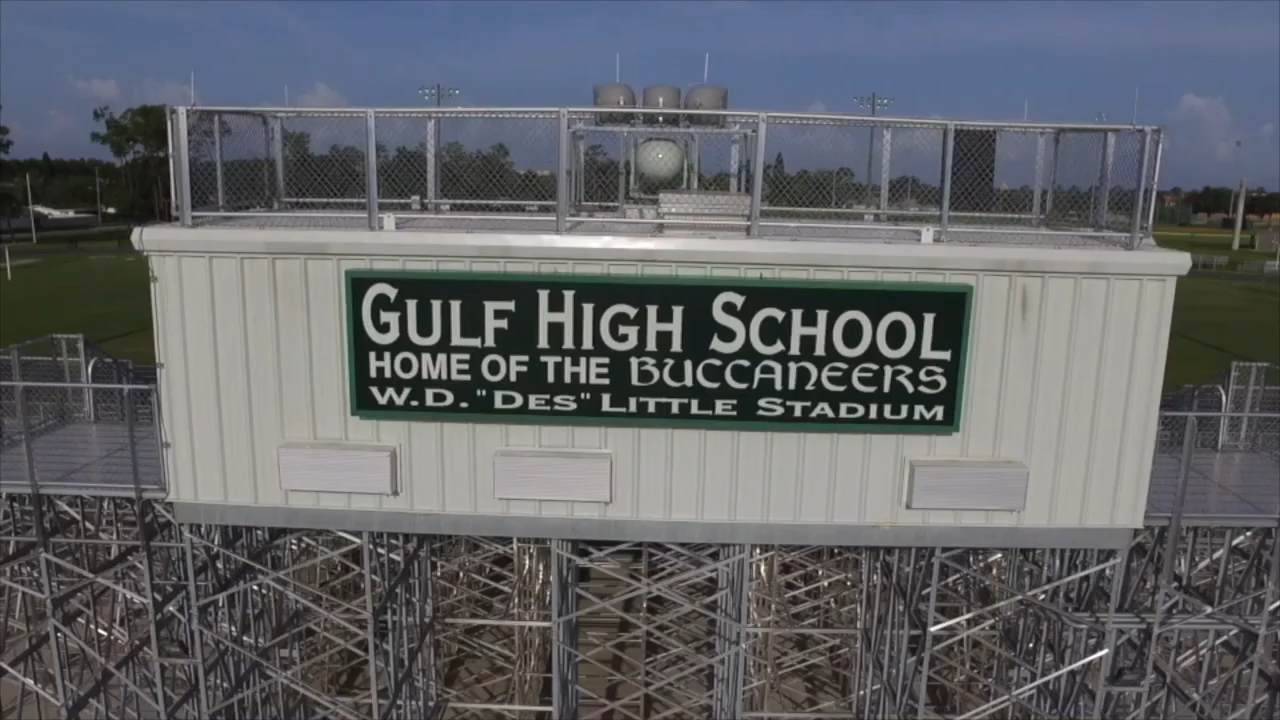 GULF HIGH SCHOOL
HOME OF THE BUCCANEERS
W.D. "DES" LITTLE STADIUM